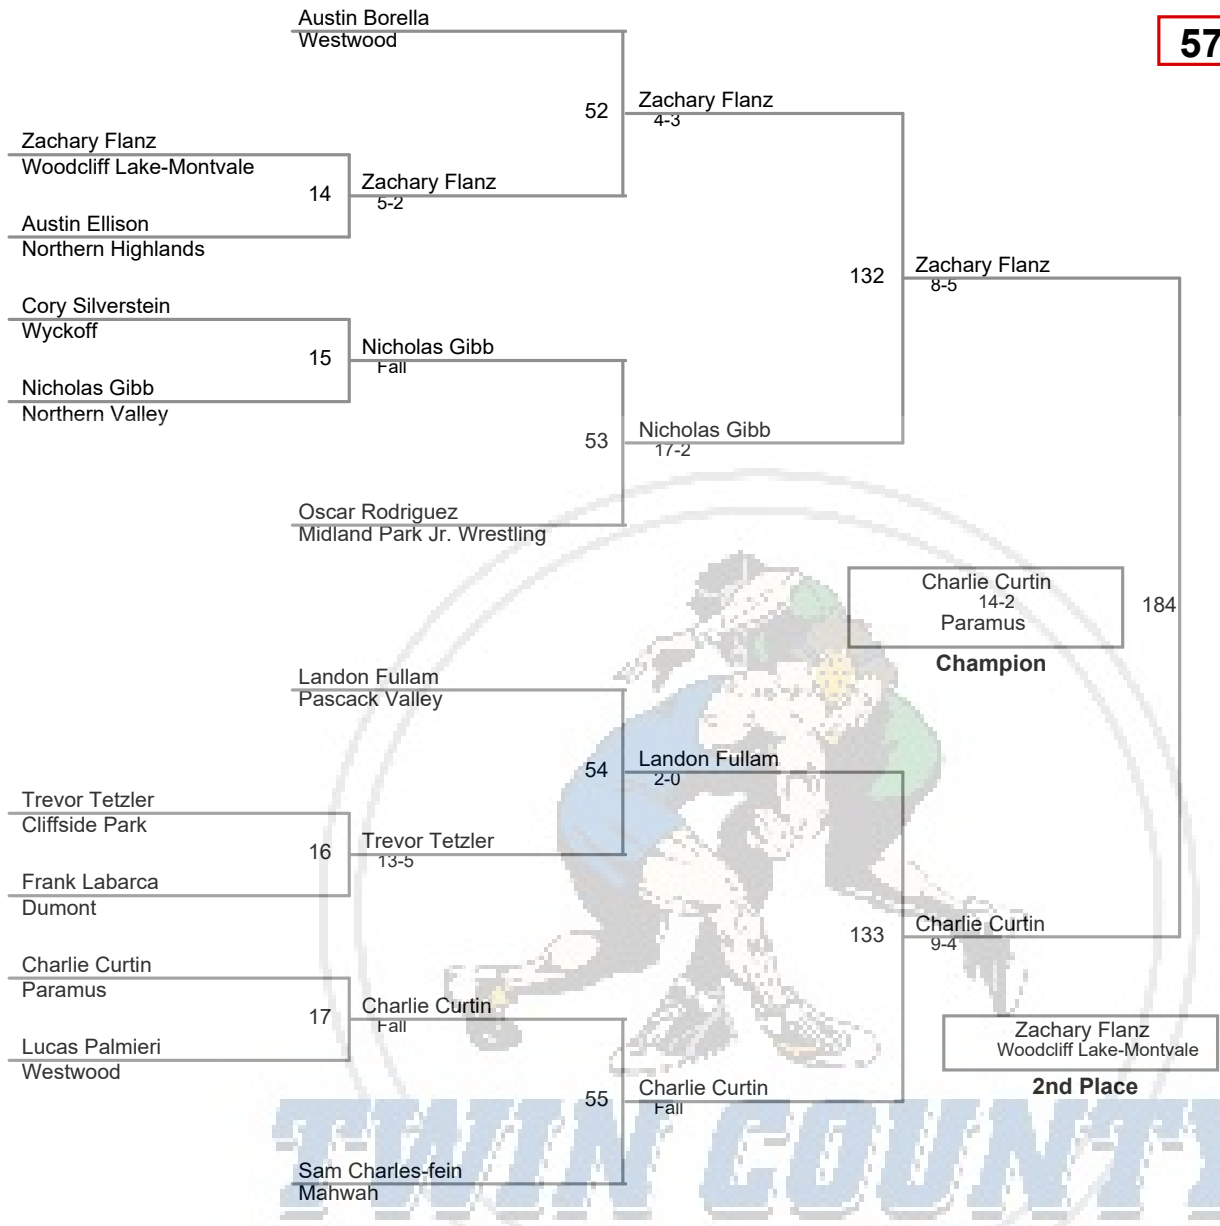 Austin Borella
Westwood
57
52
Zachary Flanz
4-3
Zachary Flanz
Woodcliff Lake-Montvale
14
Zachary Flanz
5-2
Austin Ellison
Northern Highlands
132
Zachary Flanz
8-5
Cory Silverstein
Wyckoff
15
Nicholas Gibb
Fall
Nicholas Gibb
Northern Valley
53
Nicholas Gibb
17-2
Oscar Rodriguez
Midland Park Jr. Wrestling
Charlie Curtin
14-2
Paramus
184
Champion
Landon Fullam
Pascack Valley
54
Landon Fullam
2-0
Trevor Tetzler
Cliffside Park
16
Trevor Tetzler
13-5
Frank Labarca
Dumont
133
Charlie Curtin
9-4
Charlie Curtin
Paramus
17
Charlie Curtin
Fall
Lucas Palmieri
Westwood
Zachary Flanz
Woodcliff Lake-Montvale
2nd Place
55
Charlie Curtin
Fall
Sam Charles-fein
Mahwah
TWIN COUNTY